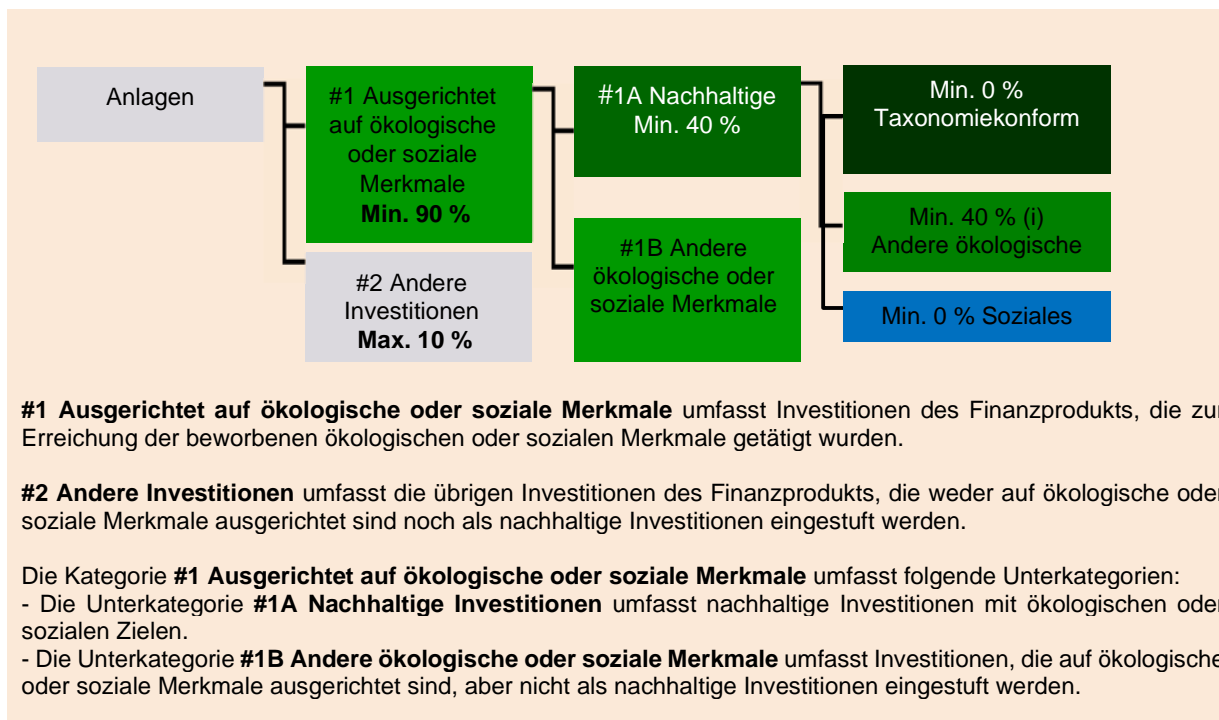 Anlagen
#1 Ausgerichtet
auf ökologische
oder soziale
Merkmale
Min. 90 %
#2 Andere
Investitionen
Max. 10 %
#1A Nachhaltige
Min. 40 %
#1B Andere
ökologische oder
soziale Merkmale
Min. 0 %
Taxonomiekonform
Min. 40 % (i)
Andere ökologische
Min. 0 % Soziales
#1 Ausgerichtet auf ökologische oder soziale Merkmale umfasst Investitionen des Finanzprodukts, die zur
Erreichung der beworbenen ökologischen oder sozialen Merkmale getätigt wurden.
#2 Andere Investitionen umfasst die übrigen Investitionen des Finanzprodukts, die weder auf ökologische oder
soziale Merkmale ausgerichtet sind noch als nachhaltige Investitionen eingestuft werden.
Die Kategorie #1 Ausgerichtet auf ökologische oder soziale Merkmale umfasst folgende Unterkategorien:
- Die Unterkategorie #1A Nachhaltige Investitionen umfasst nachhaltige Investitionen mit ökologischen oder
sozialen Zielen.
- Die Unterkategorie #1B Andere ökologische oder soziale Merkmale umfasst Investitionen, die auf ökologische
oder soziale Merkmale ausgerichtet sind, aber nicht als nachhaltige Investitionen eingestuft werden.